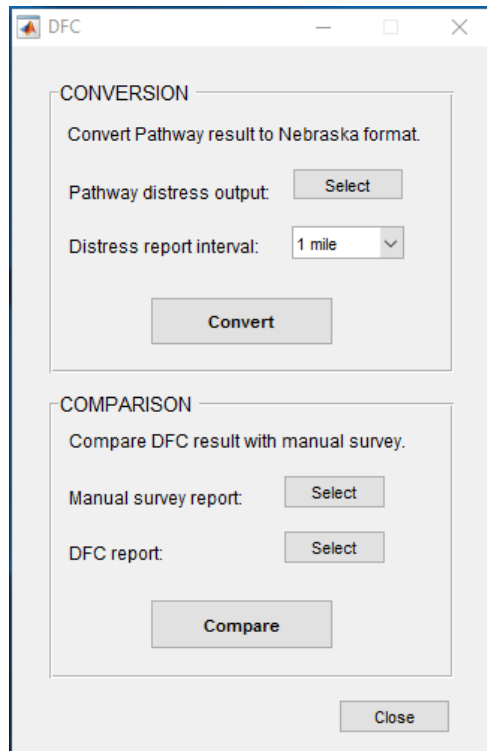 DFC
CONVERSION
Convert Pathway result to Nebraska format.
Pathway distress output: Select
Distress report interval: 1 mile
Convert
COMPARISON
Compare DFC result with manual survey.
Manual survey report: Select
DFC report: Select
Compare
Close